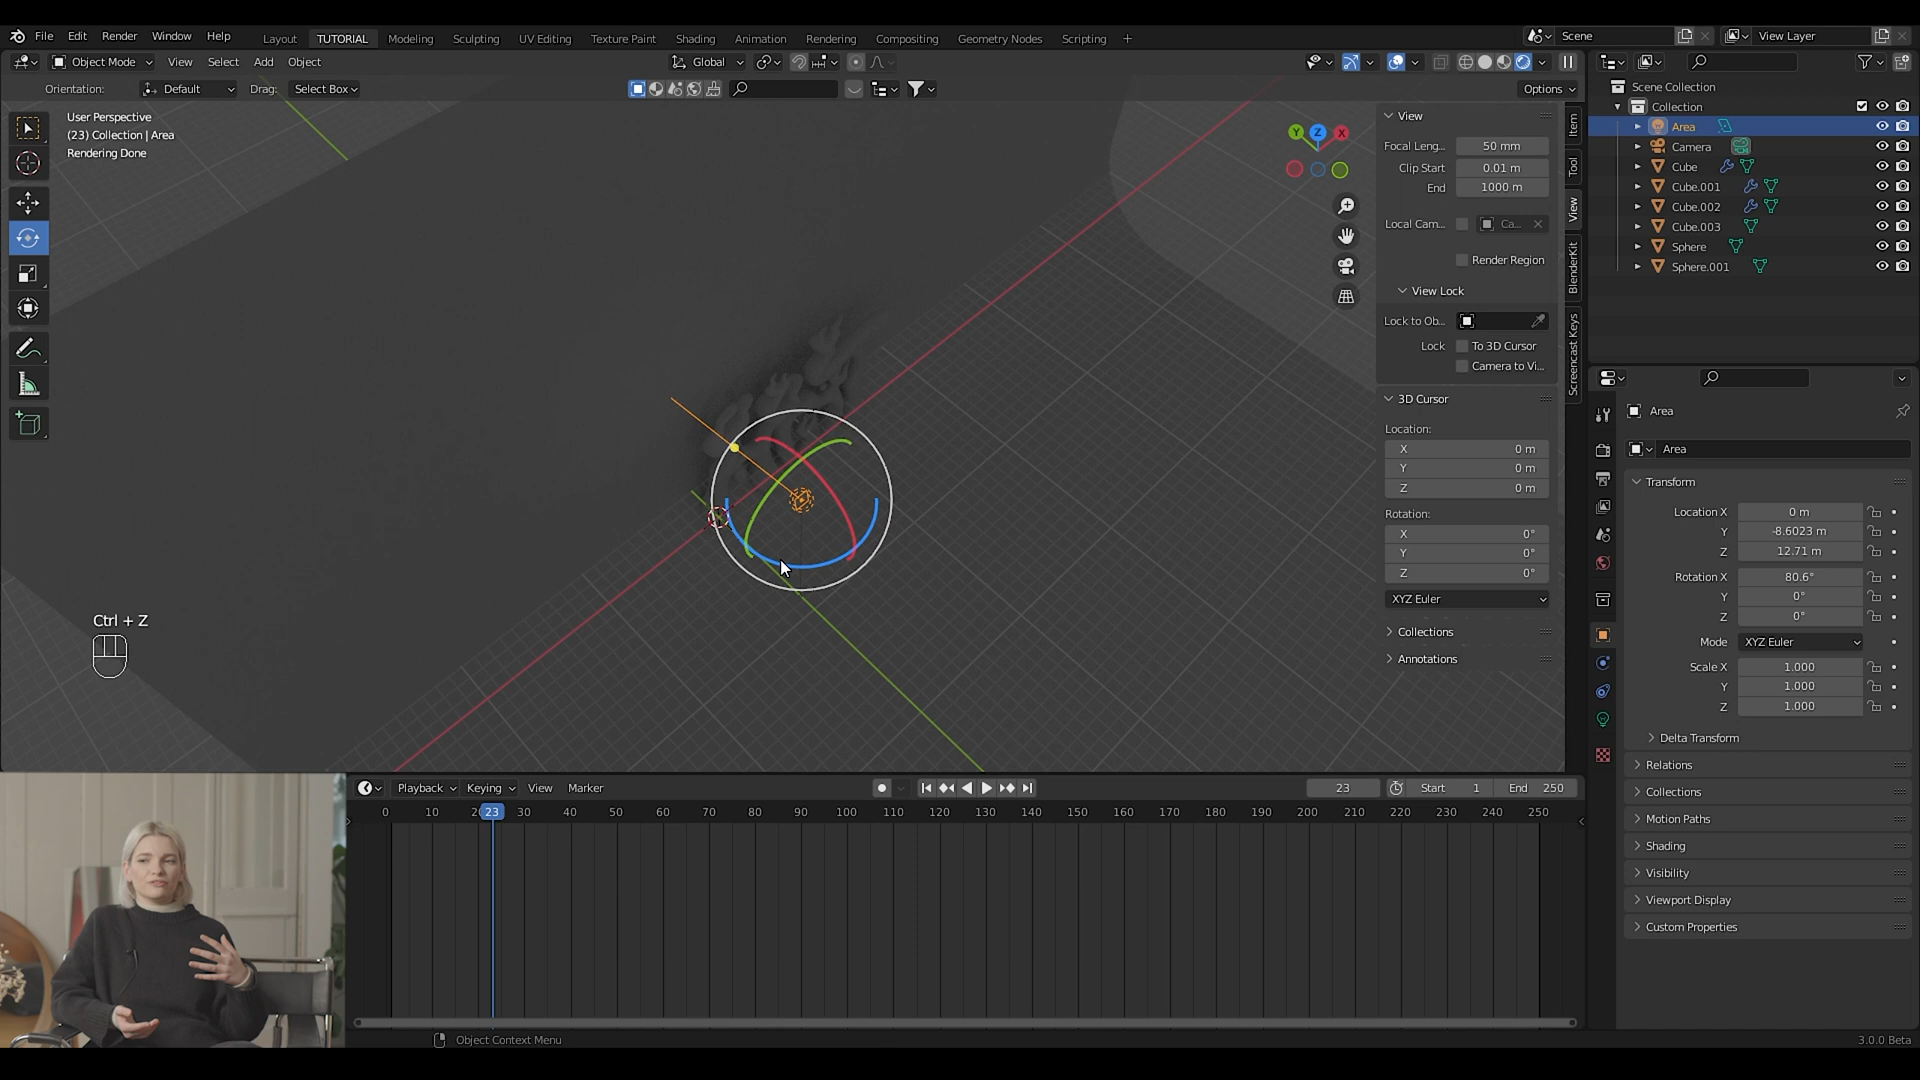 File Edit Render Window Help
Layout TUTORIAL Modeling Sculpting UV Editing Texture Paint Shading Animation Rendering Compositing Geometry Nodes Scripting +
Scene
View Layer
Object Mode View Select Add Object
Global
Orientation: Default Drag: Select Box
Options
User Perspective
(23) Collection | Area
Rendering Done
Y Z X
View
Focal Leng... 50 mm
Clip Start 0.01 m
End 1000 m
Local Cam... Ca...
Render Region
View Lock
Lock to Ob...
Lock To 3D Cursor
Camera to Vi...
3D Cursor
Location:
X 0 m
Y 0 m
Z 0 m
Rotation:
X 0°
Y 0°
Z 0°
XYZ Euler
Collections
Annotations
Item
Tool
View
BlenderKit
Screencast Keys
Scene Collection
Collection
Area
Camera
Cube
Cube.001
Cube.002
Cube.003
Sphere
Sphere.001
Area
Area
Transform
Location X 0 m
Y -8.6023 m
Z 12.71 m
Rotation X 80.6°
Y 0°
Z 0°
Mode XYZ Euler
Scale X 1.000
Y 1.000
Z 1.000
Delta Transform
Relations
Collections
Motion Paths
Shading
Visibility
Viewport Display
Custom Properties
Ctrl + Z
Playback Keying View Marker
23 Start 1 End 250
0 10 2 23 30 40 50 60 70 80 90 100 110 120 130 140 150 160 170 180 190 200 210 220 230 240 250
Object Context Menu
3.0.0 Beta